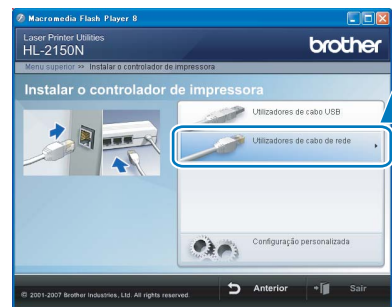 Macromedia Flash Player 8
Laser Printer Utilities
HL-2150N
brother
Menu superior >> Instalar o controlador de impressora
Instalar o controlador de impressora
Utilizadores de cabo USB
Utilizadores de cabo de rede
Configuração personalizada
© 2001-2007 Brother Industries, Ltd. All rights reserved.
Anterior
Sair